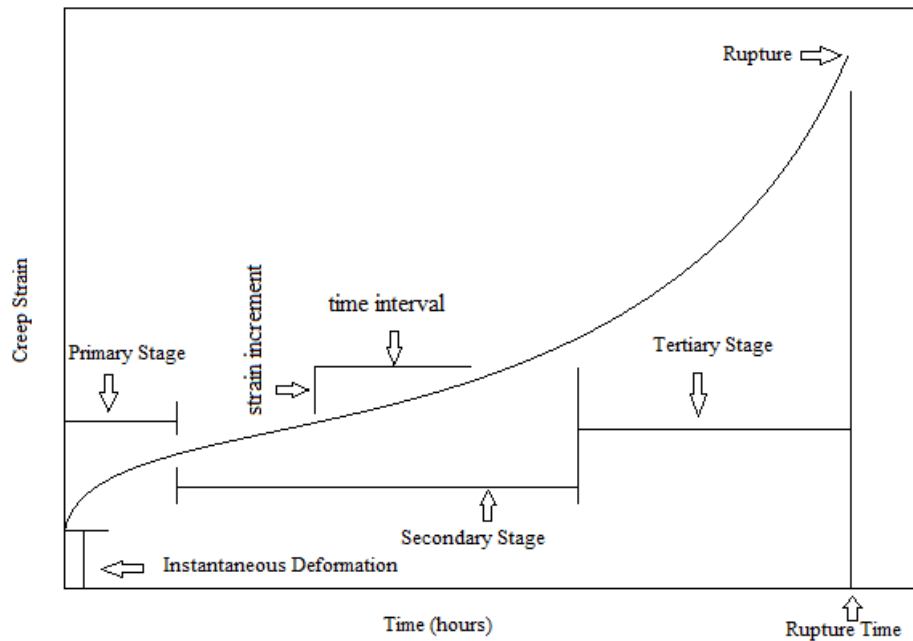 Rupture
strain increment
time interval
Primary Stage
Tertiary Stage
Creep Strain
Secondary Stage
Instantaneous Deformation
Time (hours)
Rupture Time